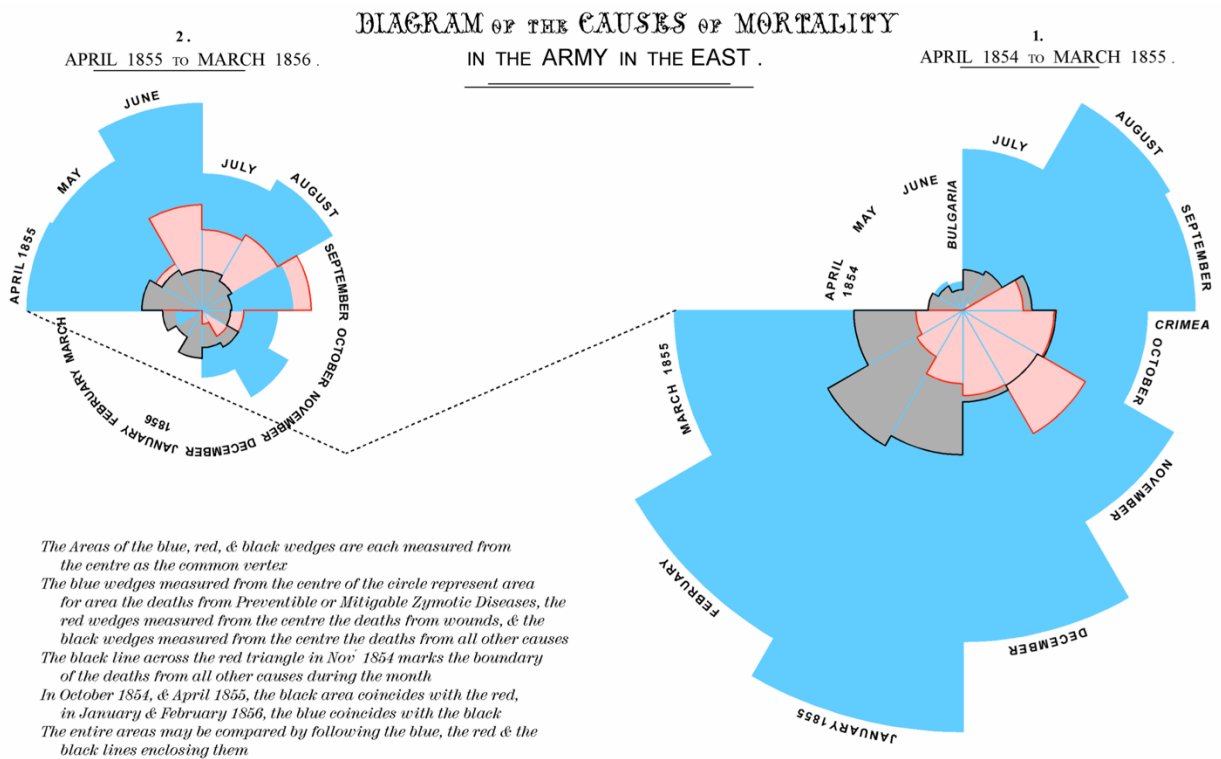 DIAGRAM OF THE CAUSES OF MORTALITY
IN THE ARMY IN THE EAST .
2 .
APRIL 1855 TO MARCH 1856 .
1.
APRIL 1854 TO MARCH 1855 .
APRIL 1855
MAY
JUNE
JULY
AUGUST
SEPTEMBER
OCTOBER
NOVEMBER
DECEMBER
JANUARY
1856
FEBRUARY
MARCH
APRIL
1854
MAY
JUNE
BULGARIA
JULY
AUGUST
SEPTEMBER
CRIMEA
OCTOBER
NOVEMBER
DECEMBER
JANUARY 1855
FEBRUARY
MARCH 1855
The Areas of the blue, red, & black wedges are each measured from
the centre as the common vertex
The blue wedges measured from the centre of the circle represent area
for area the deaths from Preventible or Mitigable Zymotic Diseases, the
red wedges measured from the centre the deaths from wounds, & the
black wedges measured from the centre the deaths from all other causes
The black line across the red triangle in Nov' 1854 marks the boundary
of the deaths from all other causes during the month
In October 1854, & April 1855, the black area coincides with the red,
in January & February 1856, the blue coincides with the black
The entire areas may be compared by following the blue, the red & the
black lines enclosing them